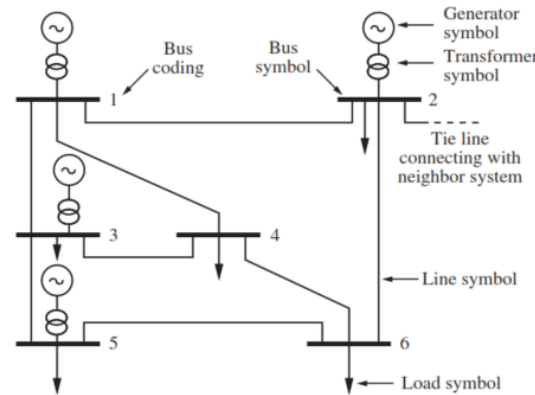 Generator
symbol
Transformer
symbol
Bus
coding
Bus
symbol
1
2
Tie line
connecting with
neighbor system
3
4
Line symbol
5
6
Load symbol